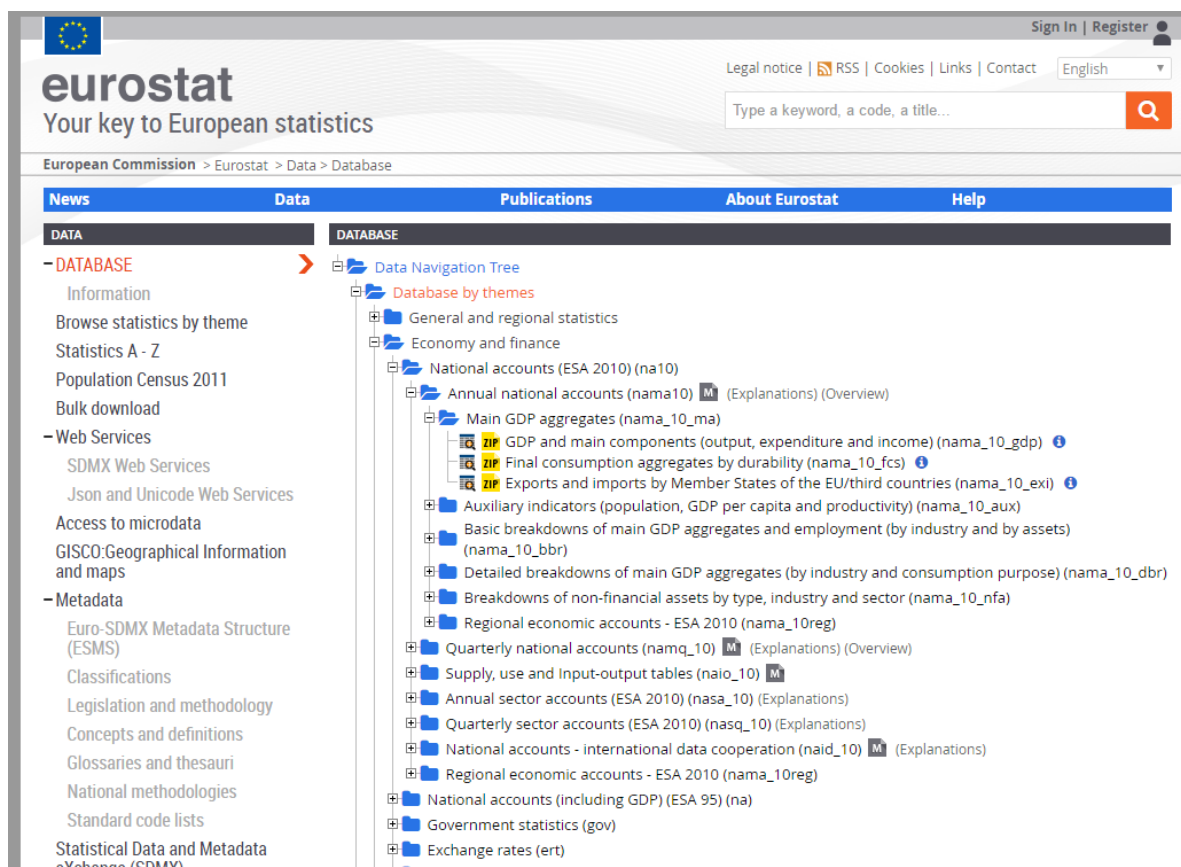 Sign In | Register
eurostat
Your key to European statistics
Legal notice | RSS | Cookies | Links | Contact
English
Type a keyword, a code, a title...
European Commission > Eurostat > Data > Database
News Data Publications About Eurostat Help
DATA
DATABASE
Information
Browse statistics by theme
Statistics A - Z
Population Census 2011
Bulk download
Web Services
SDMX Web Services
Json and Unicode Web Services
Access to microdata
GISCO:Geographical Information
and maps
Metadata
Euro-SDMX Metadata Structure
(ESMS)
Classifications
Legislation and methodology
Concepts and definitions
Glossaries and thesauri
National methodologies
Standard code lists
Statistical Data and Metadata
eXchange (SDMX)
DATABASE
Data Navigation Tree
Database by themes
General and regional statistics
Economy and finance
National accounts (ESA 2010) (na10)
Annual national accounts (nama10) M (Explanations) (Overview)
Main GDP aggregates (nama_10_ma)
ZIP GDP and main components (output, expenditure and income) (nama_10_gdp) i
ZIP Final consumption aggregates by durability (nama_10_fcs) i
ZIP Exports and imports by Member States of the EU/third countries (nama_10_exi) i
Auxiliary indicators (population, GDP per capita and productivity) (nama_10_aux)
Basic breakdowns of main GDP aggregates and employment (by industry and by assets)
(nama_10_bbr)
Detailed breakdowns of main GDP aggregates (by industry and consumption purpose) (nama_10_dbr)
Breakdowns of non-financial assets by type, industry and sector (nama_10_nfa)
Regional economic accounts - ESA 2010 (nama_10reg)
Quarterly national accounts (namq_10) M (Explanations) (Overview)
Supply, use and Input-output tables (naio_10) M
Annual sector accounts (ESA 2010) (nasa_10) (Explanations)
Quarterly sector accounts (ESA 2010) (nasq_10) (Explanations)
National accounts - international data cooperation (naid_10) M (Explanations)
Regional economic accounts - ESA 2010 (nama_10reg)
National accounts (including GDP) (ESA 95) (na)
Government statistics (gov)
Exchange rates (ert)